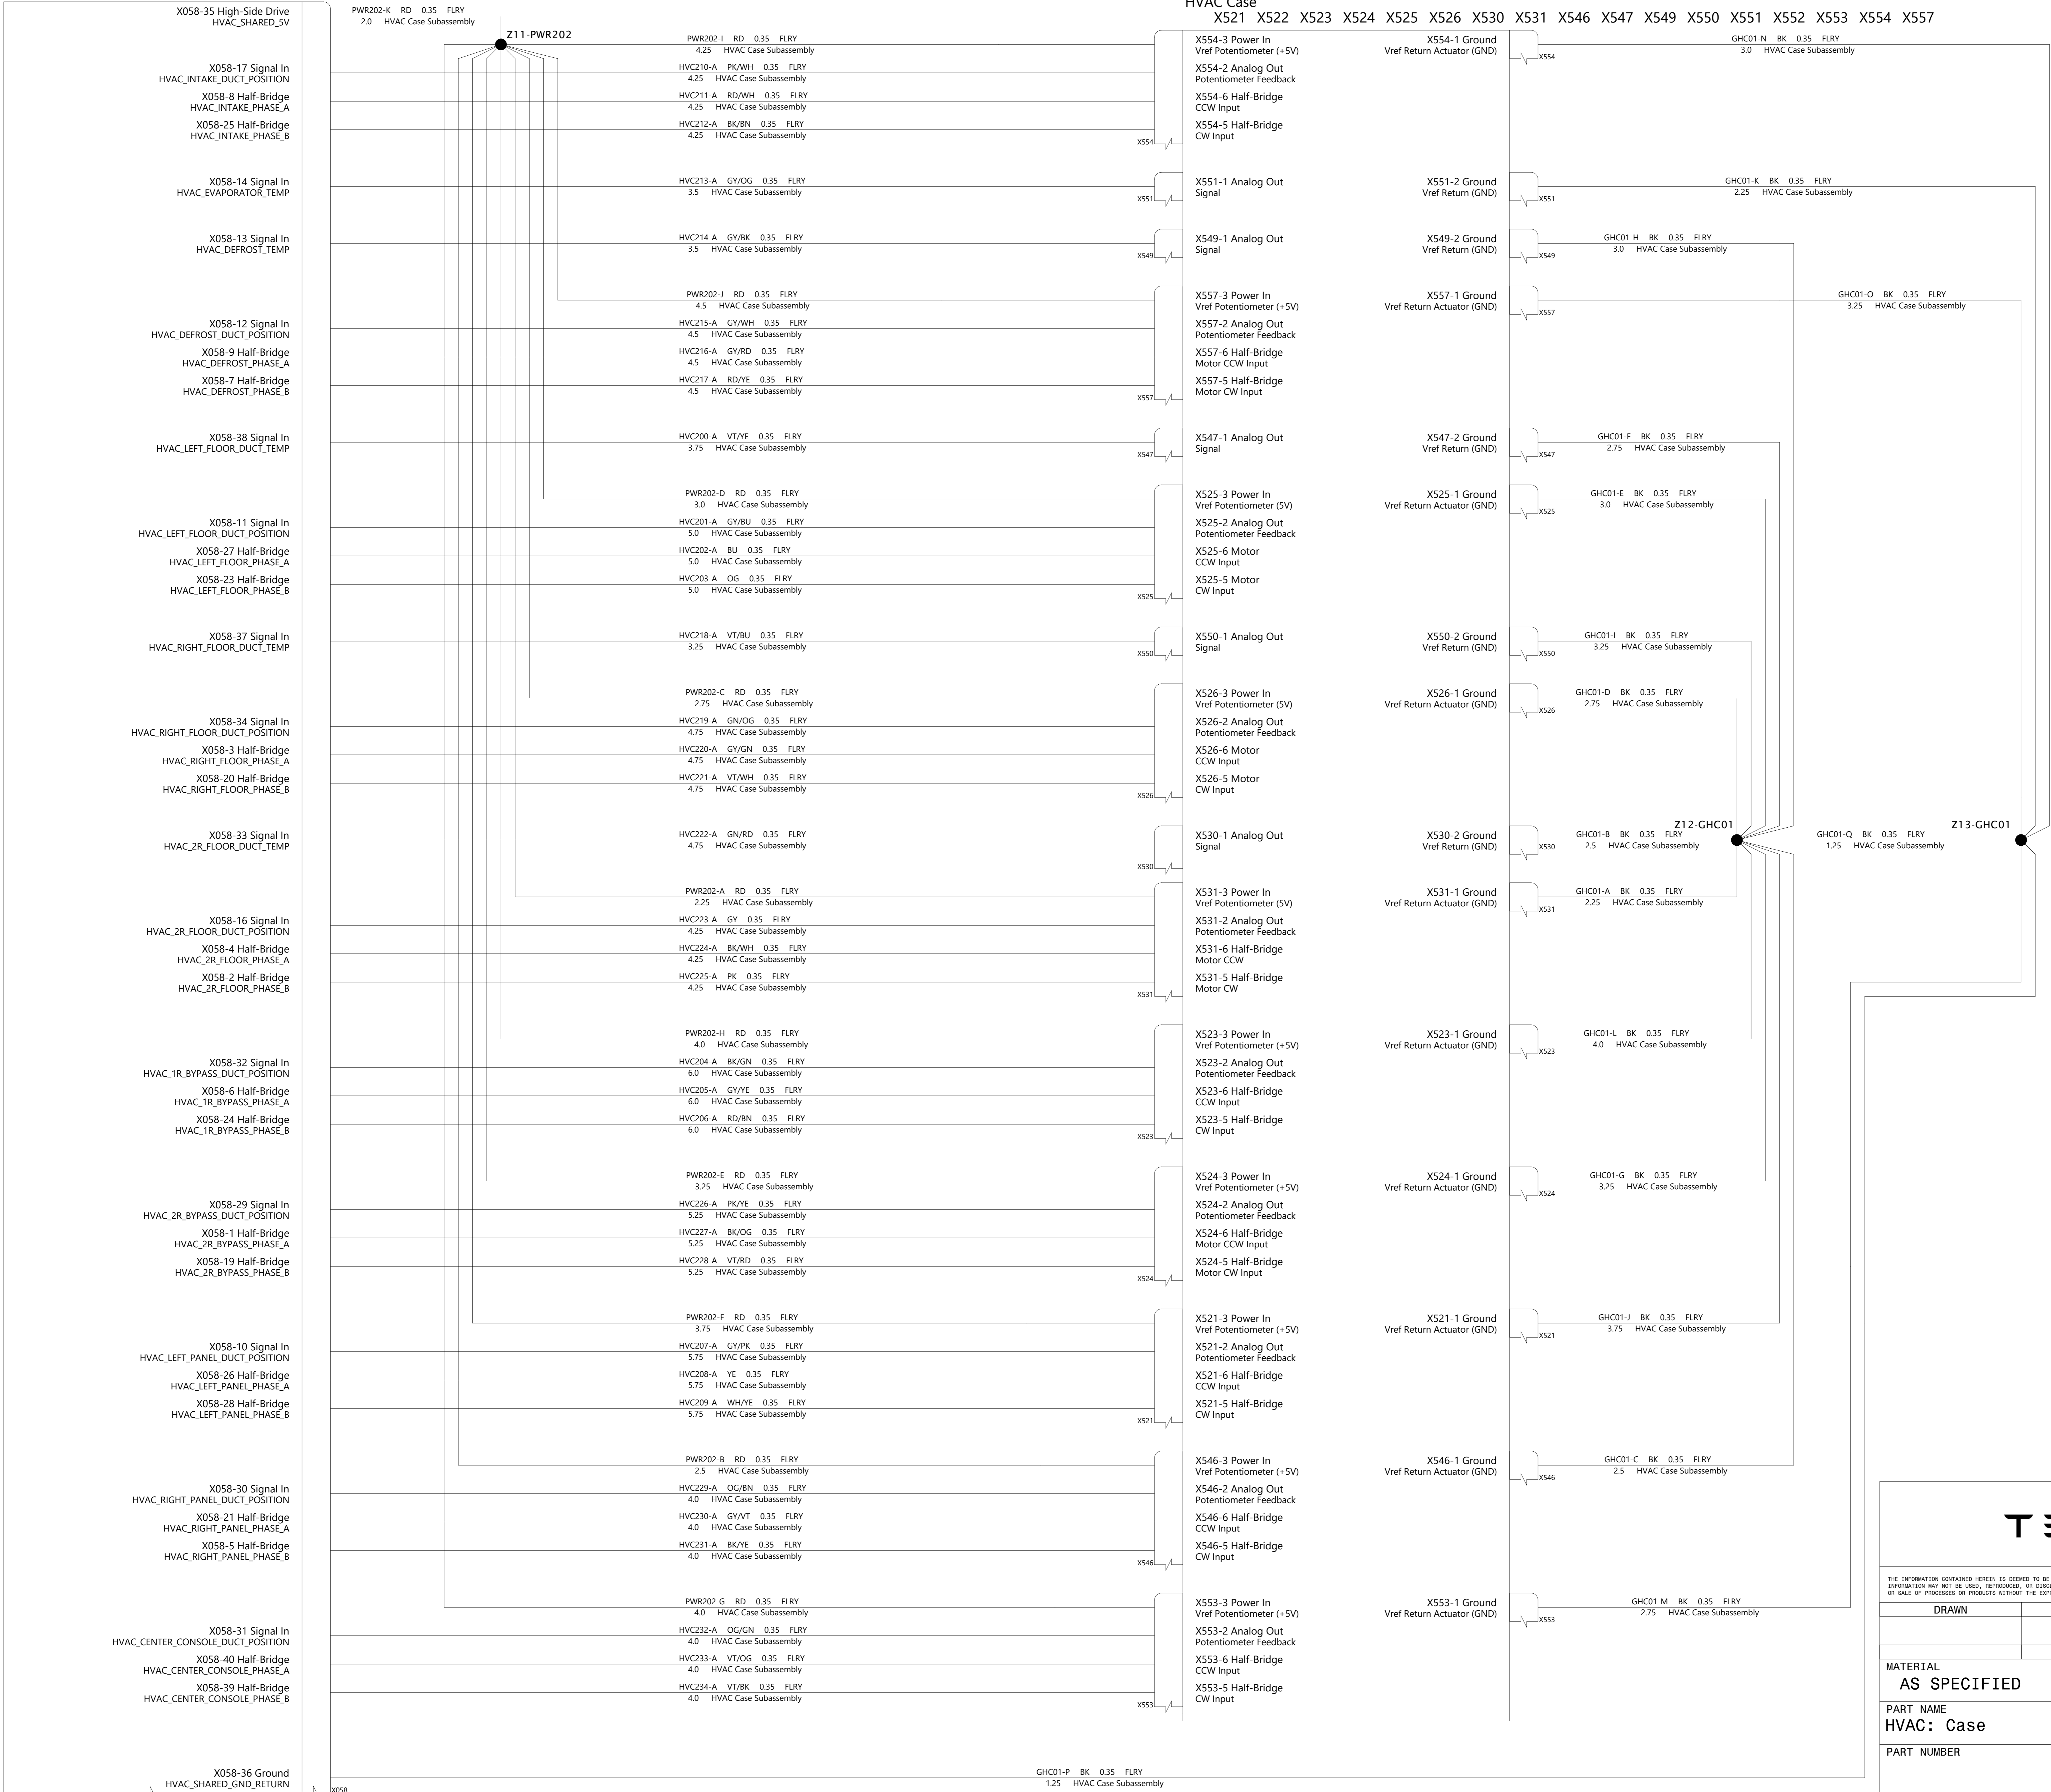 HVAC Case
X521 X522 X523 X524 X525 X526 X530 X531 X546 X547 X549 X550 X551 X552 X553 X554 X557
X058-35 High-Side Drive
HVAC_SHARED_5V
PWR202-K RD 0.35 FLRY
2.0 HVAC Case Subassembly
Z11-PWR202
PWR202-I RD 0.35 FLRY
4.25 HVAC Case Subassembly
X554-3 Power In
Vref Potentiometer (+5V)
X554-1 Ground
Vref Return Actuator (GND)
X554
GHC01-N BK 0.35 FLRY
3.0 HVAC Case Subassembly
X058-17 Signal In
HVAC_INTAKE_DUCT_POSITION
HVC210-A PK/WH 0.35 FLRY
4.25 HVAC Case Subassembly
X554-2 Analog Out
Potentiometer Feedback
X058-8 Half-Bridge
HVAC_INTAKE_PHASE_A
HVC211-A RD/WH 0.35 FLRY
4.25 HVAC Case Subassembly
X554-6 Half-Bridge
CCW Input
X058-25 Half-Bridge
HVAC_INTAKE_PHASE_B
HVC212-A BK/BN 0.35 FLRY
4.25 HVAC Case Subassembly
X554-5 Half-Bridge
CW Input
X554
X058-14 Signal In
HVAC_EVAPORATOR_TEMP
HVC213-A GY/OG 0.35 FLRY
3.5 HVAC Case Subassembly
X551
X551-1 Analog Out
Signal
X551-2 Ground
Vref Return (GND)
X551
GHC01-K BK 0.35 FLRY
2.25 HVAC Case Subassembly
X058-13 Signal In
HVAC_DEFROST_TEMP
HVC214-A GY/BK 0.35 FLRY
3.5 HVAC Case Subassembly
X549
X549-1 Analog Out
Signal
X549-2 Ground
Vref Return (GND)
X549
GHC01-H BK 0.35 FLRY
3.0 HVAC Case Subassembly
PWR202-J RD 0.35 FLRY
4.5 HVAC Case Subassembly
X557-3 Power In
Vref Potentiometer (+5V)
X557-1 Ground
Vref Return Actuator (GND)
X557
GHC01-O BK 0.35 FLRY
3.25 HVAC Case Subassembly
X058-12 Signal In
HVAC_DEFROST_DUCT_POSITION
HVC215-A GY/WH 0.35 FLRY
4.5 HVAC Case Subassembly
X557-2 Analog Out
Potentiometer Feedback
X058-9 Half-Bridge
HVAC_DEFROST_PHASE_A
HVC216-A GY/RD 0.35 FLRY
4.5 HVAC Case Subassembly
X557-6 Half-Bridge
Motor CCW Input
X058-7 Half-Bridge
HVAC_DEFROST_PHASE_B
HVC217-A RD/YE 0.35 FLRY
4.5 HVAC Case Subassembly
X557-5 Half-Bridge
Motor CW Input
X557
X058-38 Signal In
HVAC_LEFT_FLOOR_DUCT_TEMP
HVC200-A VT/YE 0.35 FLRY
3.75 HVAC Case Subassembly
X547
X547-1 Analog Out
Signal
X547-2 Ground
Vref Return (GND)
X547
GHC01-F BK 0.35 FLRY
2.75 HVAC Case Subassembly
PWR202-D RD 0.35 FLRY
3.0 HVAC Case Subassembly
X525-3 Power In
Vref Potentiometer (5V)
X525-1 Ground
Vref Return Actuator (GND)
X525
GHC01-E BK 0.35 FLRY
3.0 HVAC Case Subassembly
X058-11 Signal In
HVAC_LEFT_FLOOR_DUCT_POSITION
HVC201-A GY/BU 0.35 FLRY
5.0 HVAC Case Subassembly
X525-2 Analog Out
Potentiometer Feedback
X058-27 Half-Bridge
HVAC_LEFT_FLOOR_PHASE_A
HVC202-A BU 0.35 FLRY
5.0 HVAC Case Subassembly
X525-6 Motor
CCW Input
X058-23 Half-Bridge
HVAC_LEFT_FLOOR_PHASE_B
HVC203-A OG 0.35 FLRY
5.0 HVAC Case Subassembly
X525-5 Motor
CW Input
X525
X058-37 Signal In
HVAC_RIGHT_FLOOR_DUCT_TEMP
HVC218-A VT/BU 0.35 FLRY
3.25 HVAC Case Subassembly
X550
X550-1 Analog Out
Signal
X550-2 Ground
Vref Return (GND)
X550
GHC01-I BK 0.35 FLRY
3.25 HVAC Case Subassembly
PWR202-C RD 0.35 FLRY
2.75 HVAC Case Subassembly
X526-3 Power In
Vref Potentiometer (5V)
X526-1 Ground
Vref Return Actuator (GND)
X526
GHC01-D BK 0.35 FLRY
2.75 HVAC Case Subassembly
X058-34 Signal In
HVAC_RIGHT_FLOOR_DUCT_POSITION
HVC219-A GN/OG 0.35 FLRY
4.75 HVAC Case Subassembly
X526-2 Analog Out
Potentiometer Feedback
X058-3 Half-Bridge
HVAC_RIGHT_FLOOR_PHASE_A
HVC220-A GY/GN 0.35 FLRY
4.75 HVAC Case Subassembly
X526-6 Motor
CCW Input
X058-20 Half-Bridge
HVAC_RIGHT_FLOOR_PHASE_B
HVC221-A VT/WH 0.35 FLRY
4.75 HVAC Case Subassembly
X526-5 Motor
CW Input
X526
X058-33 Signal In
HVAC_2R_FLOOR_DUCT_TEMP
HVC222-A GN/RD 0.35 FLRY
4.75 HVAC Case Subassembly
X530
X530-1 Analog Out
Signal
X530-2 Ground
Vref Return (GND)
X530
GHC01-B BK 0.35 FLRY
2.5 HVAC Case Subassembly
Z12-GHC01
GHC01-Q BK 0.35 FLRY
1.25 HVAC Case Subassembly
Z13-GHC01
PWR202-A RD 0.35 FLRY
2.25 HVAC Case Subassembly
X531-3 Power In
Vref Potentiometer (5V)
X531-1 Ground
Vref Return Actuator (GND)
X531
GHC01-A BK 0.35 FLRY
2.25 HVAC Case Subassembly
X058-16 Signal In
HVAC_2R_FLOOR_DUCT_POSITION
HVC223-A GY 0.35 FLRY
4.25 HVAC Case Subassembly
X531-2 Analog Out
Potentiometer Feedback
X058-4 Half-Bridge
HVAC_2R_FLOOR_PHASE_A
HVC224-A BK/WH 0.35 FLRY
4.25 HVAC Case Subassembly
X531-6 Half-Bridge
Motor CCW
X058-2 Half-Bridge
HVAC_2R_FLOOR_PHASE_B
HVC225-A PK 0.35 FLRY
4.25 HVAC Case Subassembly
X531-5 Half-Bridge
Motor CW
X531
PWR202-H RD 0.35 FLRY
4.0 HVAC Case Subassembly
X523-3 Power In
Vref Potentiometer (+5V)
X523-1 Ground
Vref Return Actuator (GND)
X523
GHC01-L BK 0.35 FLRY
4.0 HVAC Case Subassembly
X058-32 Signal In
HVAC_1R_BYPASS_DUCT_POSITION
HVC204-A BK/GN 0.35 FLRY
6.0 HVAC Case Subassembly
X523-2 Analog Out
Potentiometer Feedback
X058-6 Half-Bridge
HVAC_1R_BYPASS_PHASE_A
HVC205-A GY/YE 0.35 FLRY
6.0 HVAC Case Subassembly
X523-6 Half-Bridge
CCW Input
X058-24 Half-Bridge
HVAC_1R_BYPASS_PHASE_B
HVC206-A RD/BN 0.35 FLRY
6.0 HVAC Case Subassembly
X523-5 Half-Bridge
CW Input
X523
PWR202-E RD 0.35 FLRY
3.25 HVAC Case Subassembly
X524-3 Power In
Vref Potentiometer (+5V)
X524-1 Ground
Vref Return Actuator (GND)
X524
GHC01-G BK 0.35 FLRY
3.25 HVAC Case Subassembly
X058-29 Signal In
HVAC_2R_BYPASS_DUCT_POSITION
HVC226-A PK/YE 0.35 FLRY
5.25 HVAC Case Subassembly
X524-2 Analog Out
Potentiometer Feedback
X058-1 Half-Bridge
HVAC_2R_BYPASS_PHASE_A
HVC227-A BK/OG 0.35 FLRY
5.25 HVAC Case Subassembly
X524-6 Half-Bridge
Motor CCW Input
X058-19 Half-Bridge
HVAC_2R_BYPASS_PHASE_B
HVC228-A VT/RD 0.35 FLRY
5.25 HVAC Case Subassembly
X524-5 Half-Bridge
Motor CW Input
X524
PWR202-F RD 0.35 FLRY
3.75 HVAC Case Subassembly
X521-3 Power In
Vref Potentiometer (+5V)
X521-1 Ground
Vref Return Actuator (GND)
X521
GHC01-J BK 0.35 FLRY
3.75 HVAC Case Subassembly
X058-10 Signal In
HVAC_LEFT_PANEL_DUCT_POSITION
HVC207-A GY/PK 0.35 FLRY
5.75 HVAC Case Subassembly
X521-2 Analog Out
Potentiometer Feedback
X058-26 Half-Bridge
HVAC_LEFT_PANEL_PHASE_A
HVC208-A YE 0.35 FLRY
5.75 HVAC Case Subassembly
X521-6 Half-Bridge
CCW Input
X058-28 Half-Bridge
HVAC_LEFT_PANEL_PHASE_B
HVC209-A WH/YE 0.35 FLRY
5.75 HVAC Case Subassembly
X521-5 Half-Bridge
CW Input
X521
PWR202-B RD 0.35 FLRY
2.5 HVAC Case Subassembly
X546-3 Power In
Vref Potentiometer (+5V)
X546-1 Ground
Vref Return Actuator (GND)
X546
GHC01-C BK 0.35 FLRY
2.5 HVAC Case Subassembly
X058-30 Signal In
HVAC_RIGHT_PANEL_DUCT_POSITION
HVC229-A OG/BN 0.35 FLRY
4.0 HVAC Case Subassembly
X546-2 Analog Out
Potentiometer Feedback
X058-21 Half-Bridge
HVAC_RIGHT_PANEL_PHASE_A
HVC230-A GY/VT 0.35 FLRY
4.0 HVAC Case Subassembly
X546-6 Half-Bridge
CCW Input
X058-5 Half-Bridge
HVAC_RIGHT_PANEL_PHASE_B
HVC231-A BK/YE 0.35 FLRY
4.0 HVAC Case Subassembly
X546-5 Half-Bridge
CW Input
X546
PWR202-G RD 0.35 FLRY
4.0 HVAC Case Subassembly
X553-3 Power In
Vref Potentiometer (+5V)
X553-1 Ground
Vref Return Actuator (GND)
X553
GHC01-M BK 0.35 FLRY
2.75 HVAC Case Subassembly
X058-31 Signal In
HVAC_CENTER_CONSOLE_DUCT_POSITION
HVC232-A OG/GN 0.35 FLRY
4.0 HVAC Case Subassembly
X553-2 Analog Out
Potentiometer Feedback
X058-40 Half-Bridge
HVAC_CENTER_CONSOLE_PHASE_A
HVC233-A VT/OG 0.35 FLRY
4.0 HVAC Case Subassembly
X553-6 Half-Bridge
CCW Input
X058-39 Half-Bridge
HVAC_CENTER_CONSOLE_PHASE_B
HVC234-A VT/BK 0.35 FLRY
4.0 HVAC Case Subassembly
X553-5 Half-Bridge
CW Input
X553
X058-36 Ground
HVAC_SHARED_GND_RETURN
X058
GHC01-P BK 0.35 FLRY
1.25 HVAC Case Subassembly
THE INFORMATION CONTAINED HEREIN IS DEEMED TO BE
INFORMATION MAY NOT BE USED, REPRODUCED, OR
OR SALE OF PROCESSES OR PRODUCTS WITHOUT THE
DRAWN
MATERIAL
AS SPECIFIED
PART NAME
HVAC: Case
PART NUMBER